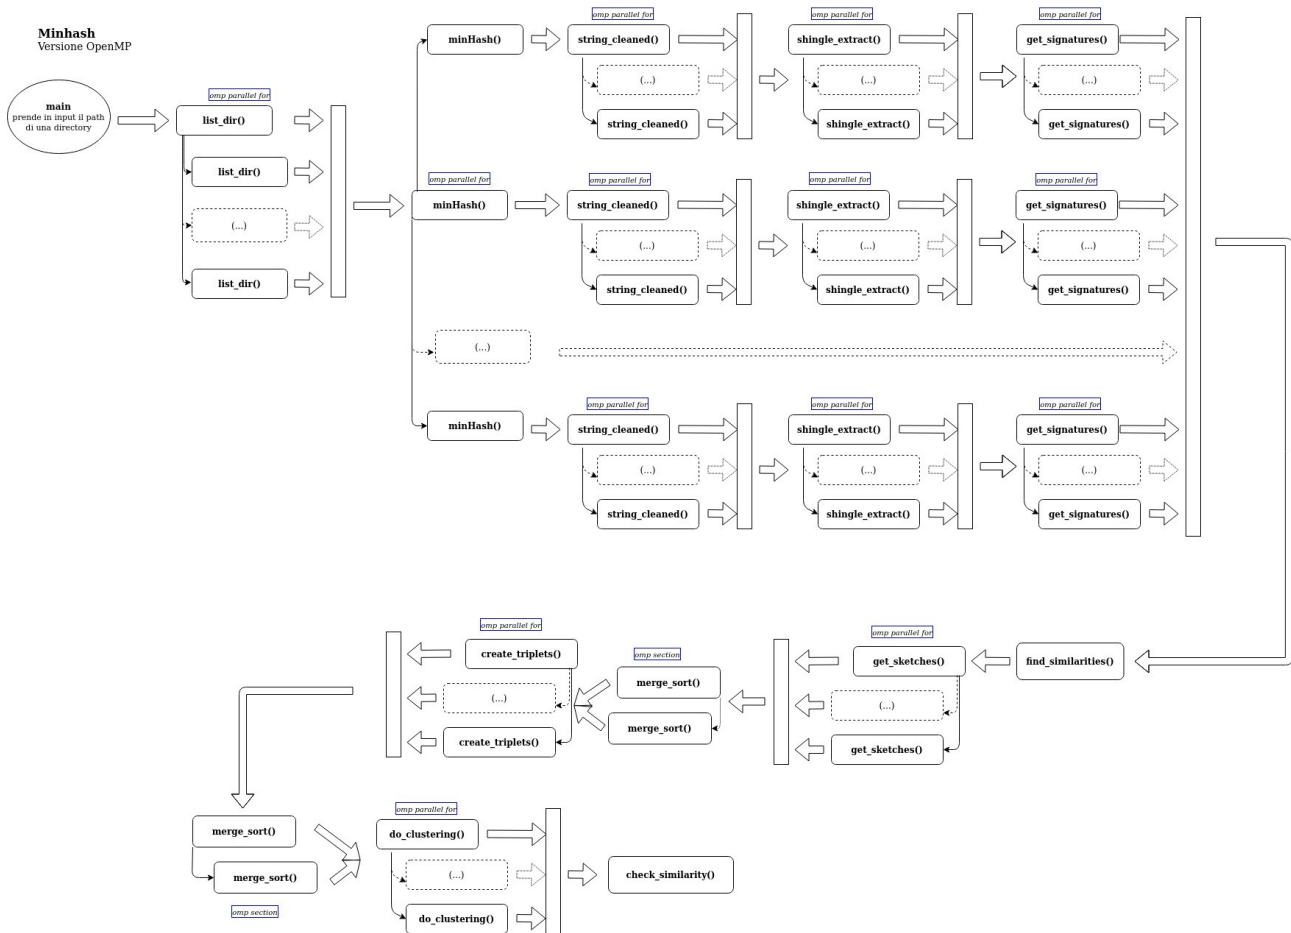 Minhash
Versione OpenMP
main
prende in input il path
di una directory
omp parallel for
list_dir()
list_dir()
(...)
list_dir()
minHash()
omp parallel for
string_cleaned()
(...)
string_cleaned()
omp parallel for
shingle_extract()
(...)
shingle_extract()
omp parallel for
get_signatures()
(...)
get_signatures()
omp parallel for
minHash()
omp parallel for
string_cleaned()
(...)
string_cleaned()
omp parallel for
shingle_extract()
(...)
shingle_extract()
omp parallel for
get_signatures()
(...)
get_signatures()
(...)
minHash()
omp parallel for
string_cleaned()
(...)
string_cleaned()
omp parallel for
shingle_extract()
(...)
shingle_extract()
omp parallel for
get_signatures()
(...)
get_signatures()
find_similarities()
omp parallel for
get_sketches()
(...)
get_sketches()
omp section
merge_sort()
merge_sort()
omp parallel for
create_triplets()
(...)
create_triplets()
merge_sort()
merge_sort()
omp section
omp parallel for
do_clustering()
(...)
do_clustering()
check_similarity()